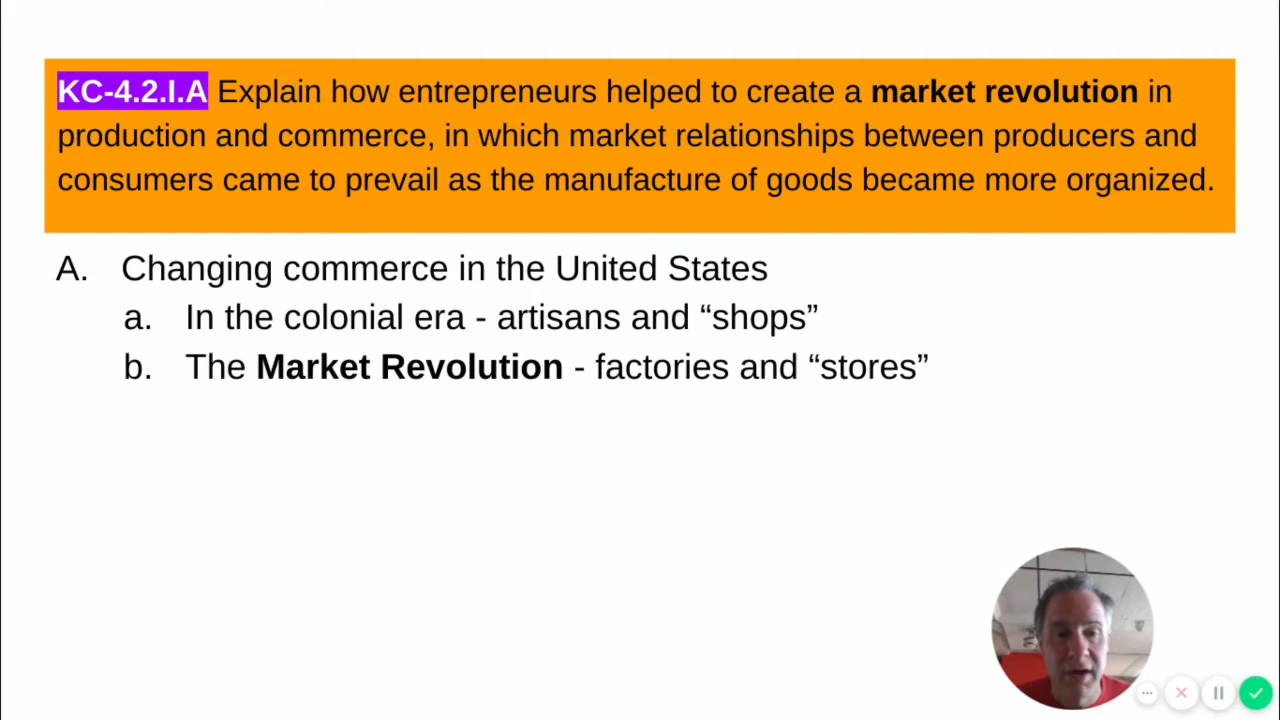 KC-4.2.I.A Explain how entrepreneurs helped to create a market revolution in
production and commerce, in which market relationships between producers and
consumers came to prevail as the manufacture of goods became more organized.
A. Changing commerce in the United States
a. In the colonial era - artisans and “shops”
b. The Market Revolution - factories and “stores”